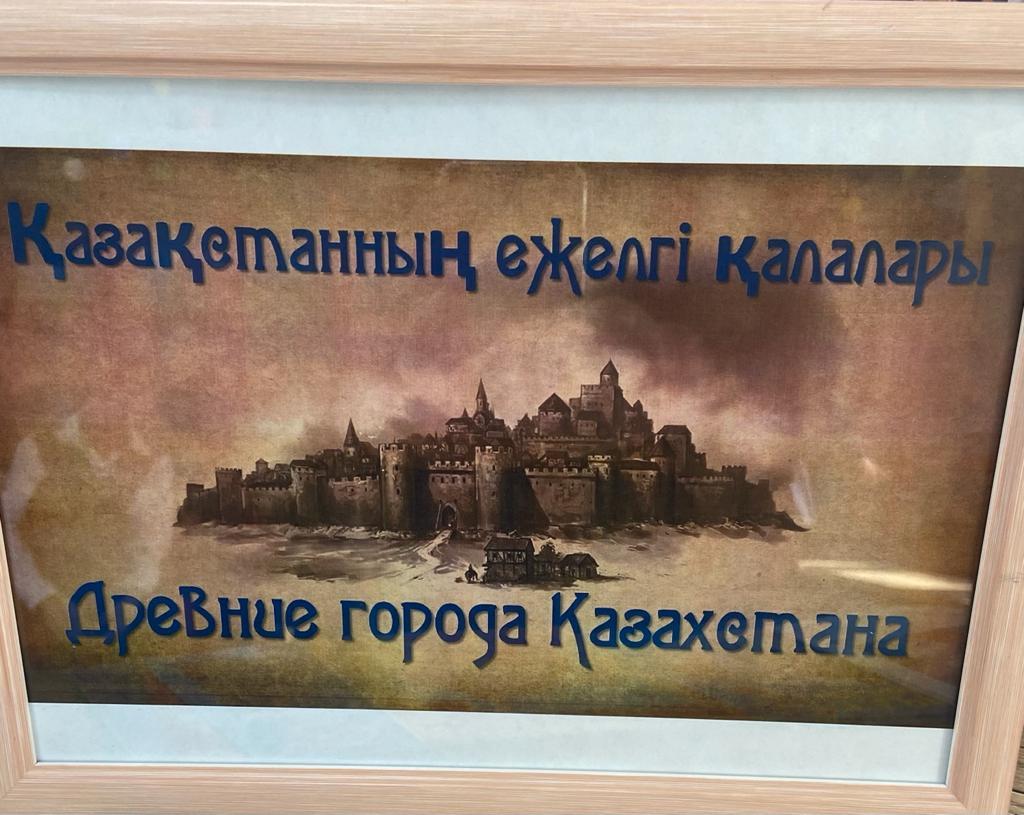 Қазақстанның ежелгі қалалары
Древние города Казахстана